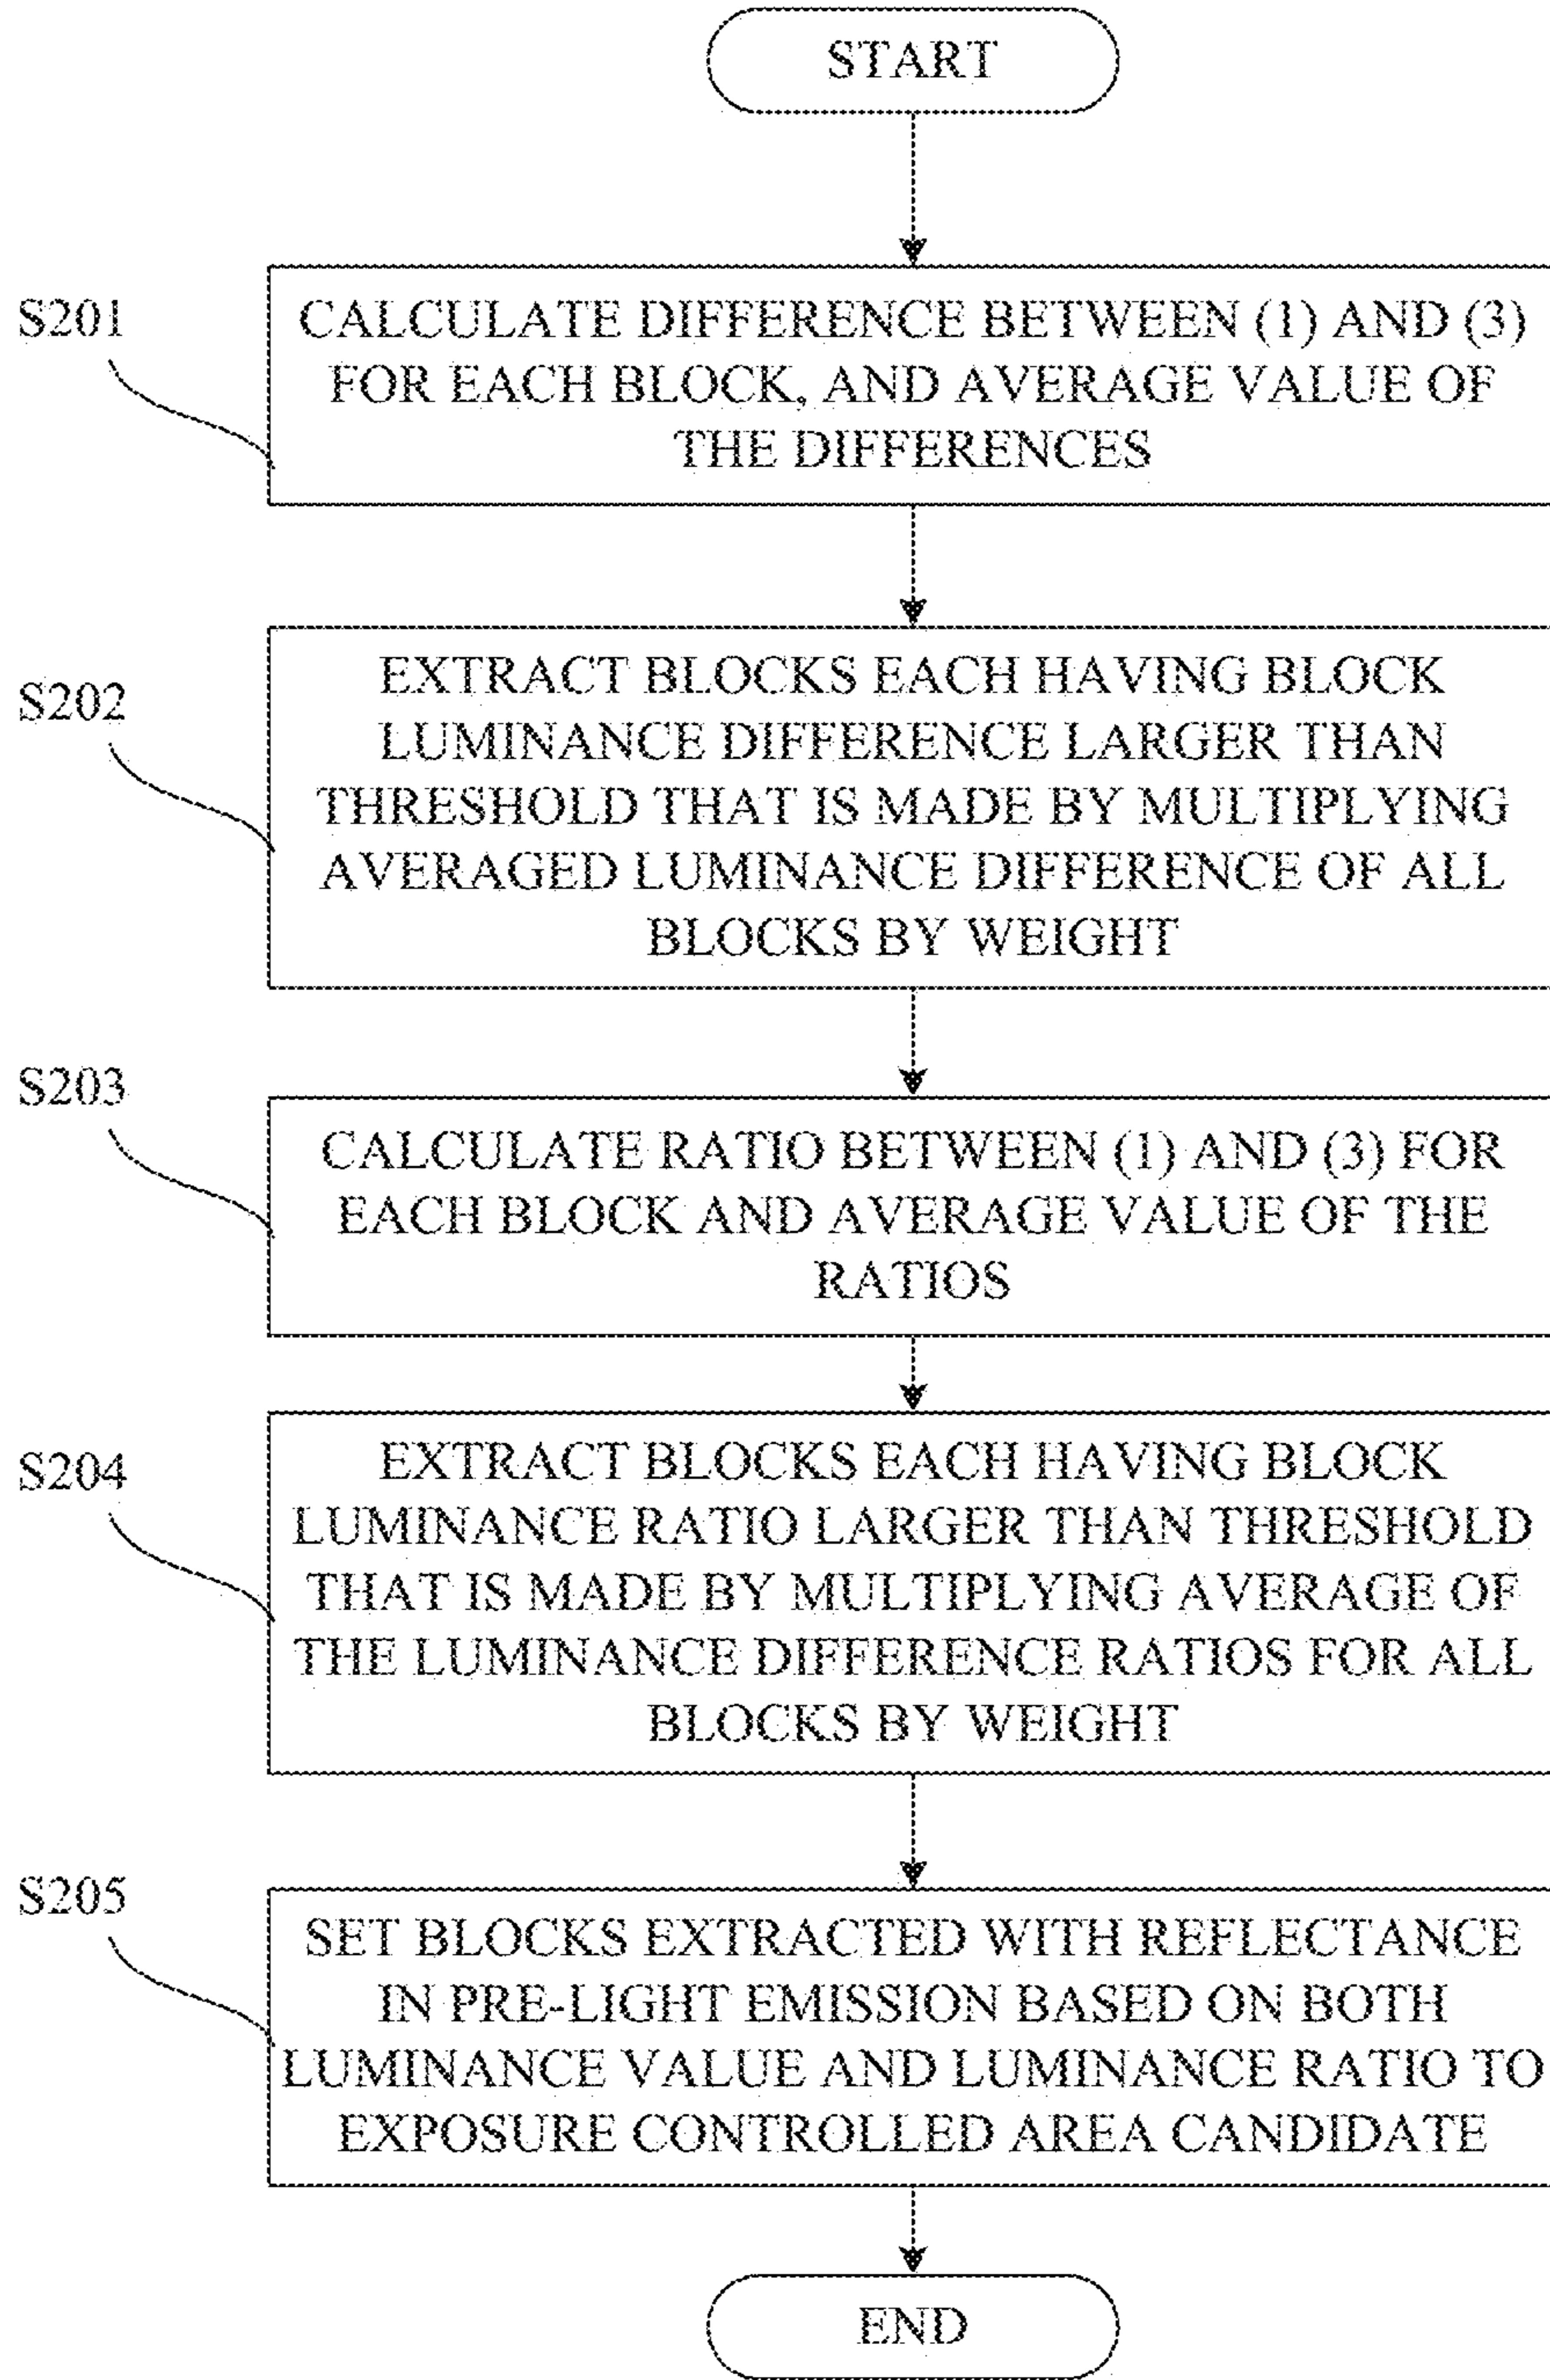 START
S201
CALCULATE DIFFERENCE BETWEEN (1) AND (3)
FOR EACH BLOCK, AND AVERAGE VALUE OF
THE DIFFERENCES
S202
EXTRACT BLOCKS EACH HAVING BLOCK
LUMINANCE DIFFERENCE LARGER THAN
THRESHOLD THAT IS MADE BY MULTIPLYING
AVERAGED LUMINANCE DIFFERENCE OF ALL
BLOCKS BY WEIGHT
S203
CALCULATE RATIO BETWEEN (1) AND (3) FOR
EACH BLOCK AND AVERAGE VALUE OF THE
RATIOS
S204
EXTRACT BLOCKS EACH HAVING BLOCK
LUMINANCE RATIO LARGER THAN THRESHOLD
THAT IS MADE BY MULTIPLYING AVERAGE OF
THE LUMINANCE DIFFERENCE RATIOS FOR ALL
BLOCKS BY WEIGHT
S205
SET BLOCKS EXTRACTED WITH REFLECTANCE
IN PRE-LIGHT EMISSION BASED ON BOTH
LUMINANCE VALUE AND LUMINANCE RATIO TO
EXPOSURE CONTROLLED AREA CANDIDATE
END